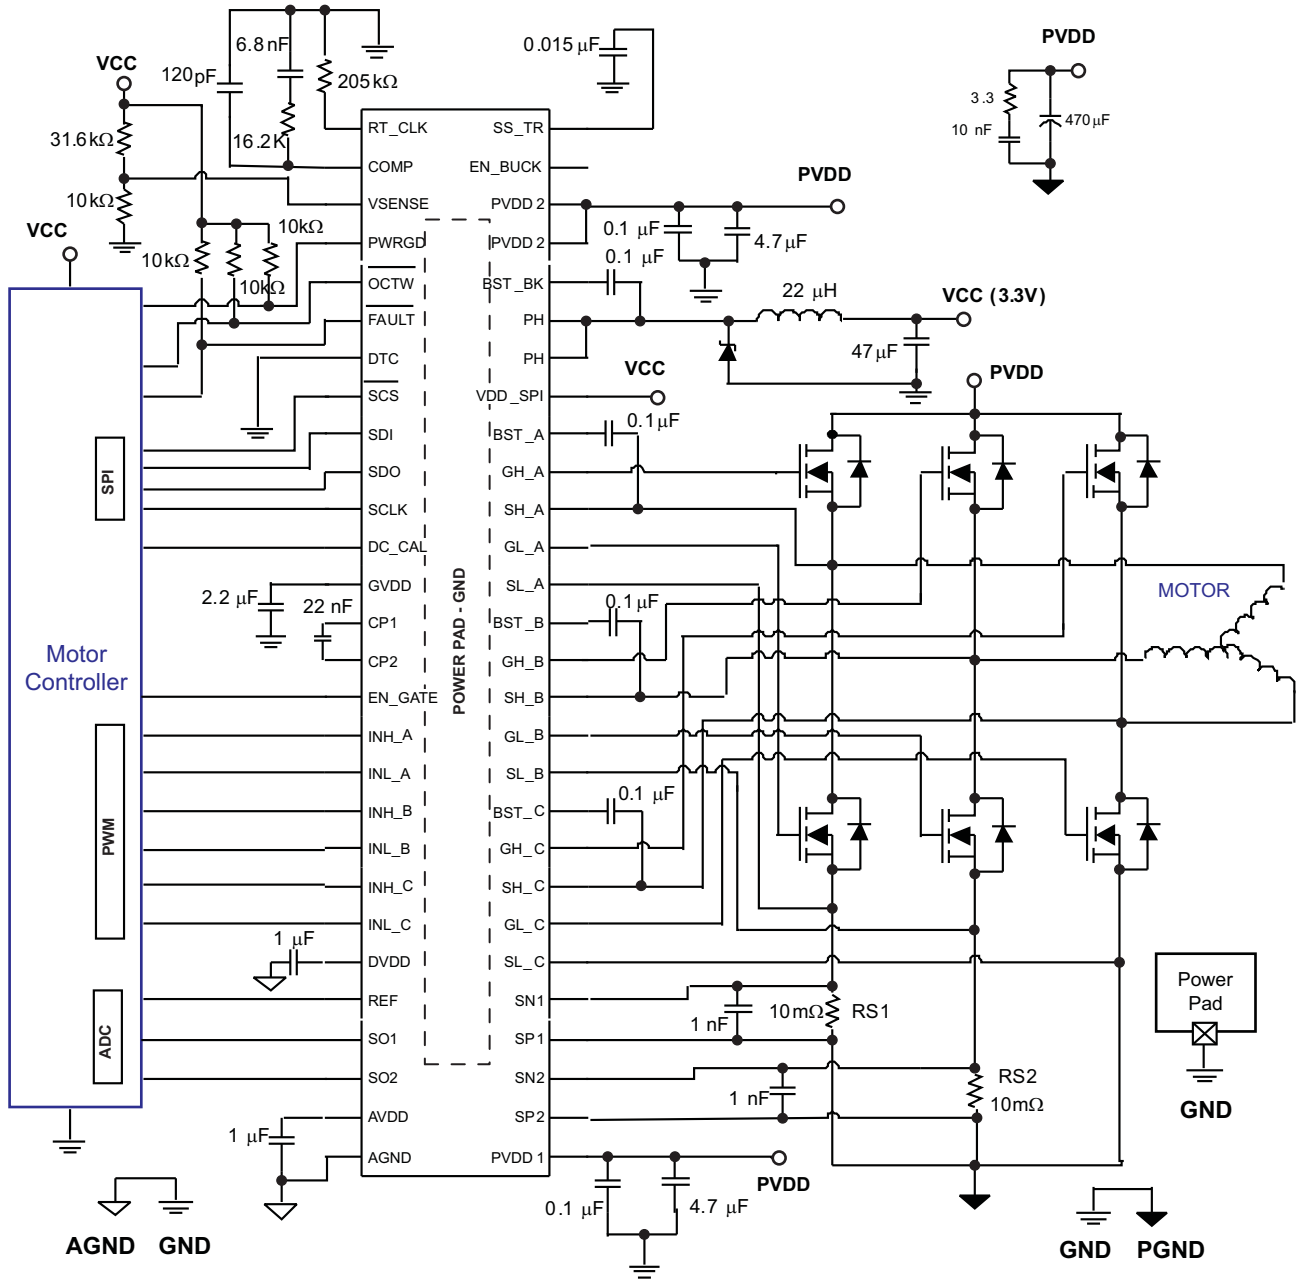 6.8nF
0.015 μF
PVDD
VCC
120pF
205kΩ
3.3
10 nF
470μF
31.6kΩ
16.2K
RT_CLK
SS_TR
COMP
EN_BUCK
PVDD
10kΩ
VSENSE
PVDD2
VCC
10kΩ
PWRGD
PVDD2
0.1 μF
4.7μF
10kΩ
10kΩ
OCTW
BST_BK
0.1 μF
22 μH
VCC (3.3V)
FAULT
PH
DTC
PH
47μF
VCC
PVDD
SCS
VDD_SPI
SDI
BST_A
0.1μF
SPI
SDO
GH_A
SCLK
SH_A
DC_CAL
GL_A
2.2 μF
GVDD
SL_A
MOTOR
22 nF
CP1
BST_B
0.1μF
POWER PAD - GND
Motor
Controller
CP2
GH_B
EN_GATE
SH_B
INH_A
GL_B
INL_A
SL_B
PWM
INH_B
BST_C
0.1 μF
INL_B
GH_C
INH_C
SH_C
INL_C
GL_C
1 μF
DVDD
SL_C
Power
Pad
REF
SN1
1 nF
10mΩ
RS1
ADC
SO1
SP1
SO2
SN2
1 nF
RS2
10mΩ
GND
AVDD
SP2
1 μF
AGND
PVDD1
PVDD
0.1 μF
4.7 μF
AGND
GND
GND
PGND